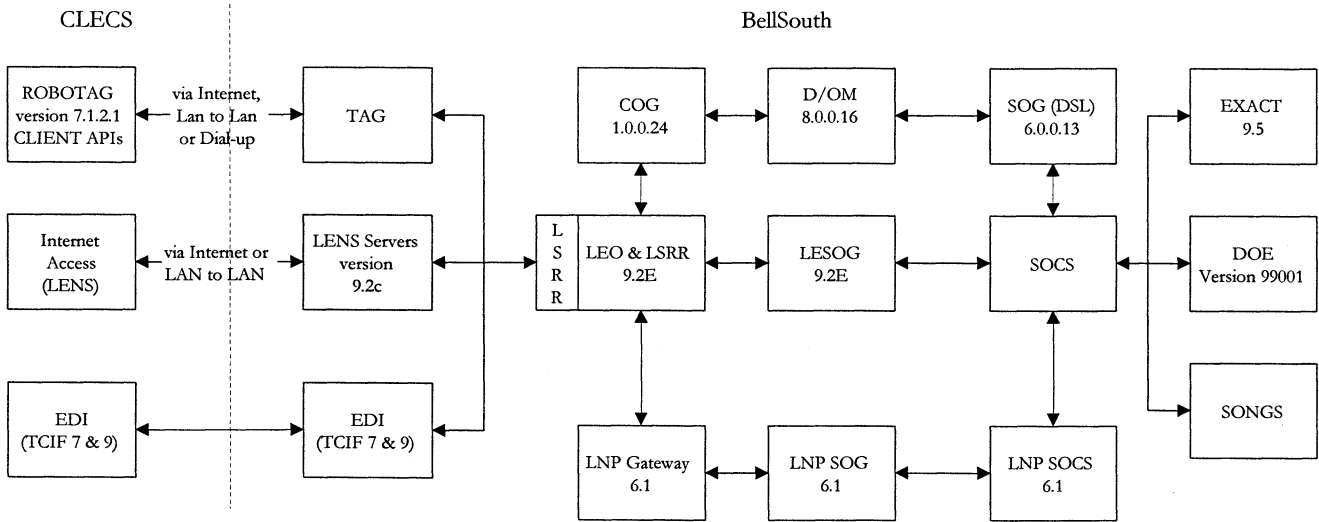 CLECS
BellSouth
ROBOTAG
version 7.1.2.1
CLIENT APIs
via Internet,
Lan to Lan
or Dial-up
TAG
COG
1.0.0.24
D/OM
8.0.0.16
SOG (DSL)
6.0.0.13
EXACT
9.5
Internet
Access
(LENS)
via Internet or
LAN to LAN
LENS Servers
version
9.2c
L
S
R
R
LEO & LSRR
9.2E
LESOG
9.2E
SOCS
DOE
Version 99001
EDI
(TCIF 7 & 9)
EDI
(TCIF 7 & 9)
SONGS
LNP Gateway
6.1
LNP SOG
6.1
LNP SOCS
6.1